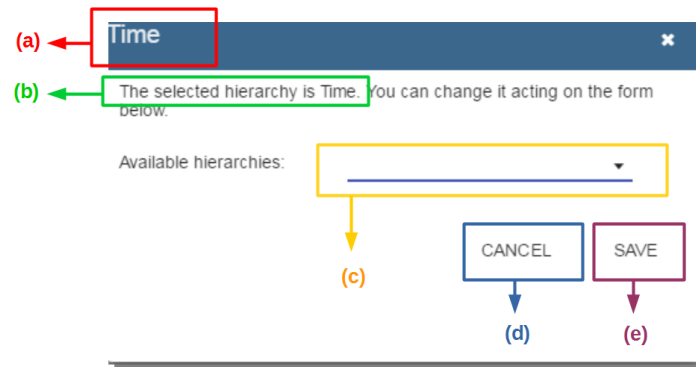 (a) Time
(b) The selected hierarchy is Time. You can change it acting on the form
below.
Available hierarchies:
(c)
CANCEL SAVE
(d) (e)